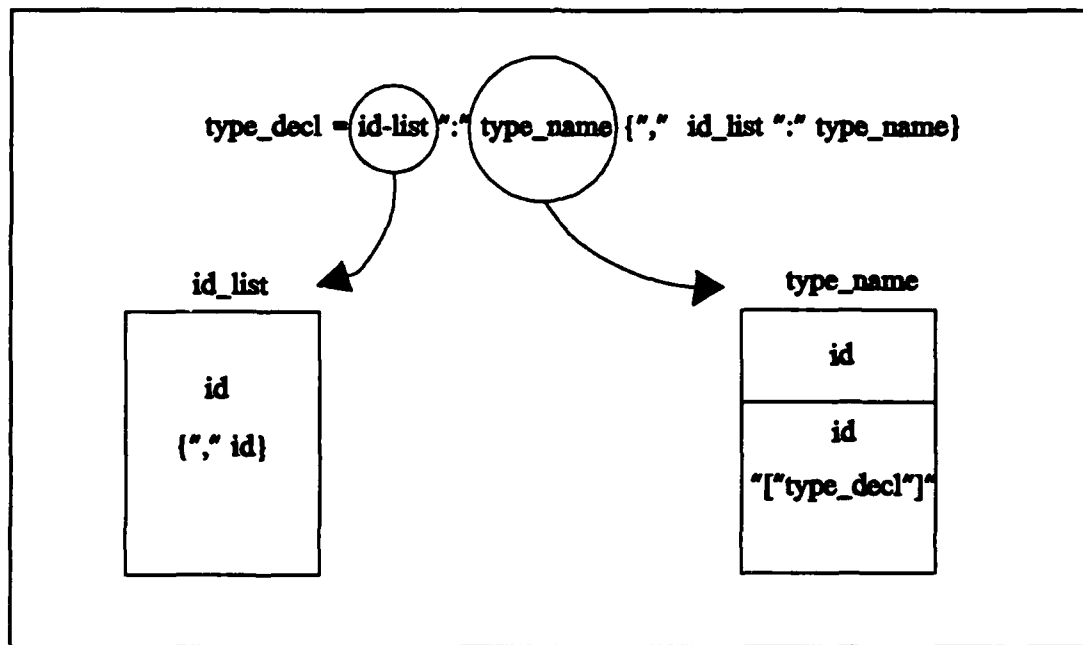 type_decl = id-list ":" type_name {"," id_list ":" type_name}
id_list
id
{"," id}
type_name
id
id
"["type_decl"]"